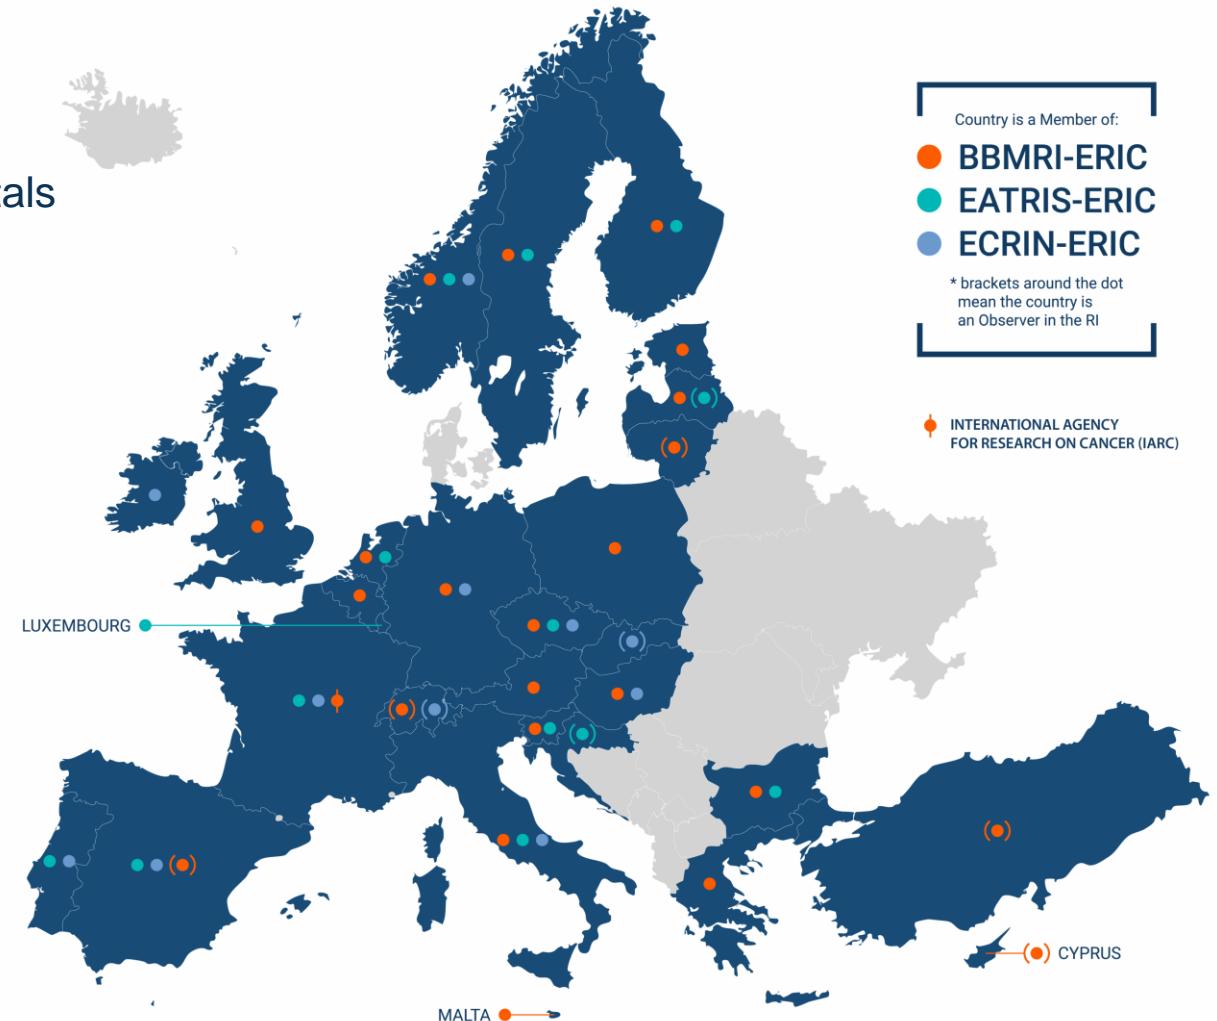 tals
Country is a Member of:
BBMRI-ERIC
EATRIS-ERIC
ECRIN-ERIC
* brackets around the dot
mean the country is
an Observer in the RI
INTERNATIONAL AGENCY
FOR RESEARCH ON CANCER (IARC)
LUXEMBOURG
CYPRUS
MALTA